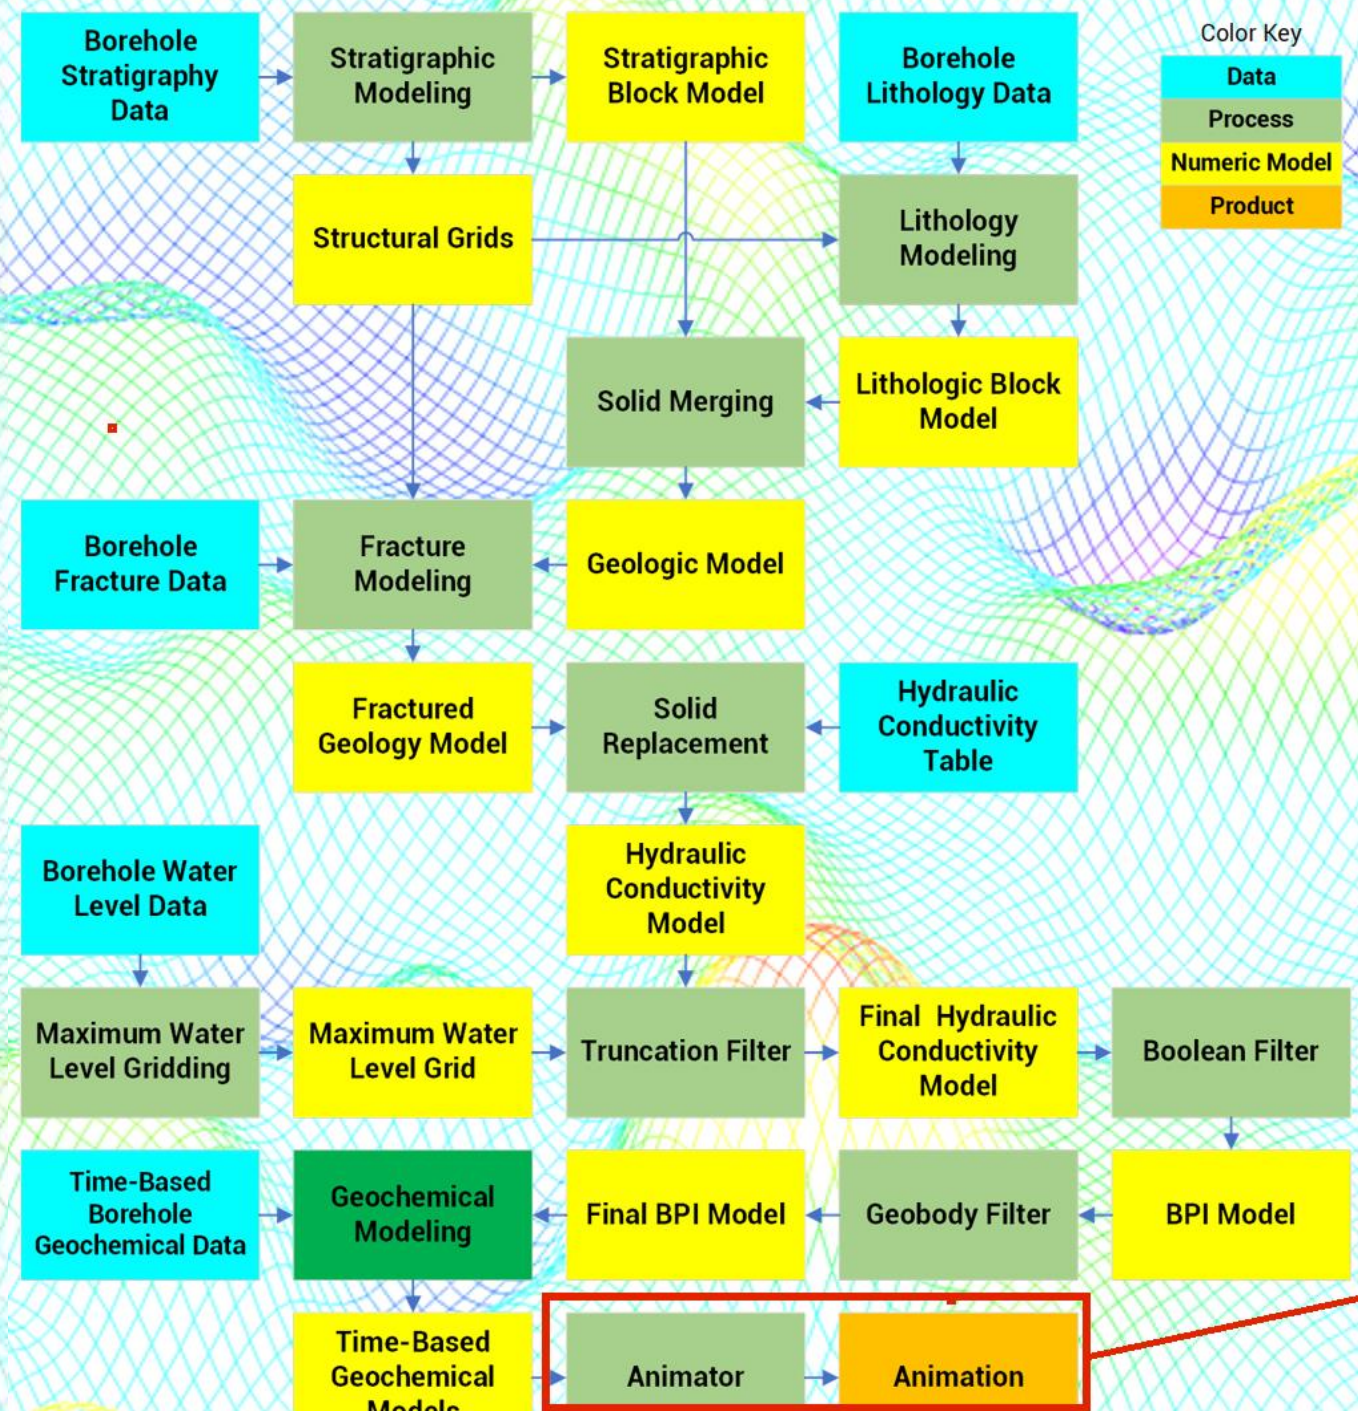 Borehole
Stratigraphy
Data
Stratigraphic
Modeling
Stratigraphic
Block Model
Borehole
Lithology Data
Color Key
Data
Process
Numeric Model
Product
Structural Grids
Lithology
Modeling
Solid Merging
Lithologic Block
Model
Borehole
Fracture Data
Fracture
Modeling
Geologic Model
Fractured
Geology Model
Solid
Replacement
Hydraulic
Conductivity
Table
Borehole Water
Level Data
Hydraulic
Conductivity
Model
Maximum Water
Level Gridding
Maximum Water
Level Grid
Truncation Filter
Final Hydraulic
Conductivity
Model
Boolean Filter
Time-Based
Borehole
Geochemical Data
Geochemical
Modeling
Final BPI Model
Geobody Filter
BPI Model
Time-Based
Geochemical
Models
Animator
Animation